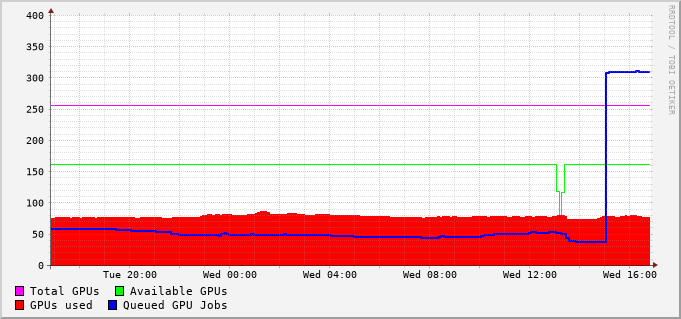 400
350
300
250
200
150
100
50
0
Tue 20:00 Wed 00:00 Wed 04:00 Wed 08:00 Wed 12:00 Wed 16:00
Total GPUs Available GPUs
GPUs used Queued GPU Jobs
RRDTOOL / TOBI OETIKER